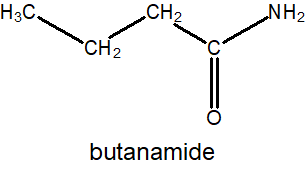 H₃C CH₂ NH₂
CH₂ C
O
butanamide